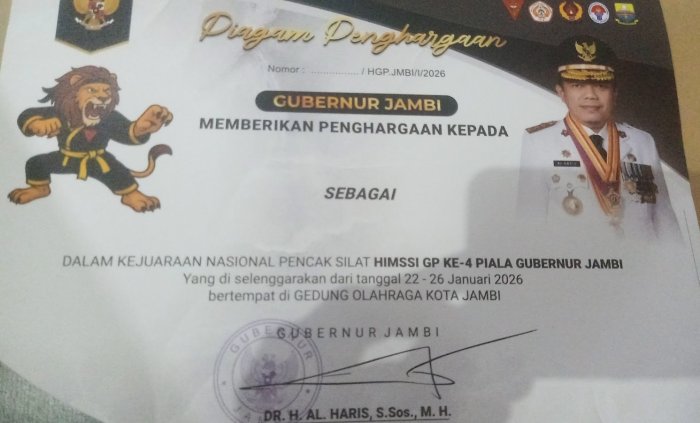 Piagam Penghargaan
Nomor : ................. / HGP.JMBI/I/2026
GUBERNUR JAMBI
MEMBERIKAN PENGHARGAAN KEPADA
SEBAGAI
DALAM KEJUARAAN NASIONAL PENCAK SILAT HIMSSI GP KE-4 PIALA GUBERNUR JAMBI
Yang di selenggarakan dari tanggal 22 - 26 Januari 2026
bertempat di GEDUNG OLAHRAGA KOTA JAMBI
GUBERNUR JAMBI
GUBERNUR
DR. H. AL. HARIS, S.Sos., M. H.